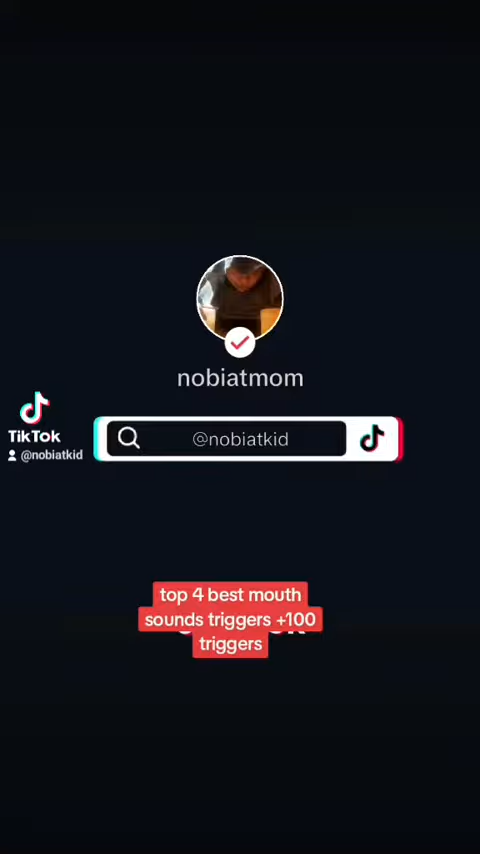 nobiatmom
@nobiatkid
TikTok
@nobiatkid
top 4 best mouth
sounds triggers +100
triggers